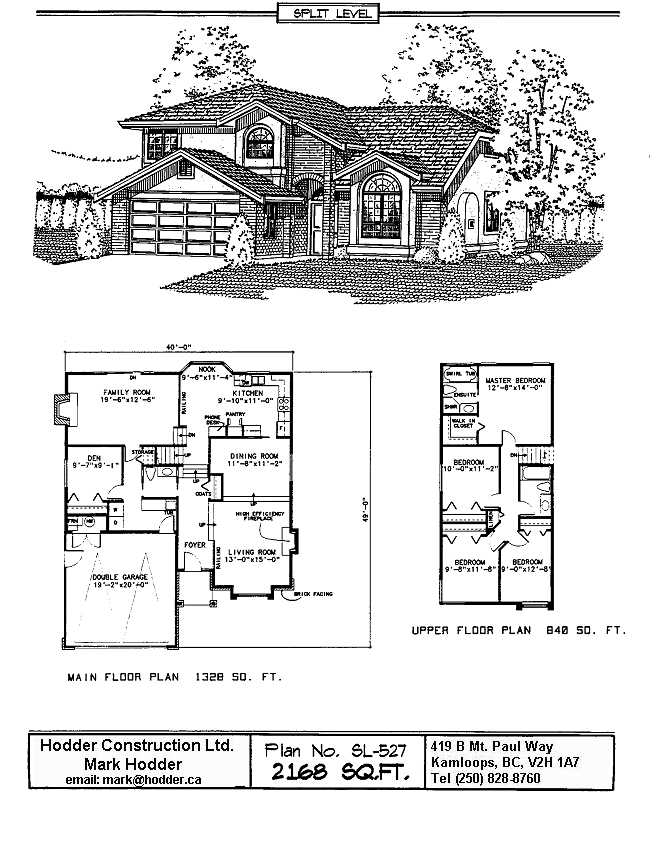 SPLIT LEVEL
40'-0"
NOOK
9'-6"x11'-4"
DN
FAMILY ROOM
19'-6"x12'-6"
RAILING
KITCHEN
9'-10"x11'-0"
PHONE
DESK
PANTRY
F
DN
STORAGE
UP
UP
DEN
9'-7"x9'-1"
DINING ROOM
11'-8"x11'-2"
COATS
UP
W
D
TUB
FRN
HW
UP
HIGH EFFICIENCY
FIREPLACE
49'-0"
FOYER
RAILING
LIVING ROOM
13'-0"x15'-0"
DOUBLE GARAGE
19'-2"x20'-0"
BRICK FACING
MAIN FLOOR PLAN 1328 SQ. FT.
SWIRL TUB
MASTER BEDROOM
12'-8"x14'-0"
ENSUITE
SHWR
WALK IN
CLOSET
DN
BEDROOM
10'-0"x11'-2"
LINEN
BEDROOM
9'-8"x11'-6"
BEDROOM
9'-0"x12'-8"
UPPER FLOOR PLAN 840 SQ. FT.
Hodder Construction Ltd.
Mark Hodder
email: mark@hodder.ca
Plan No. SL-527
2168 SQ.FT.
419 B Mt. Paul Way
Kamloops, BC, V2H 1A7
Tel (250) 828-8760